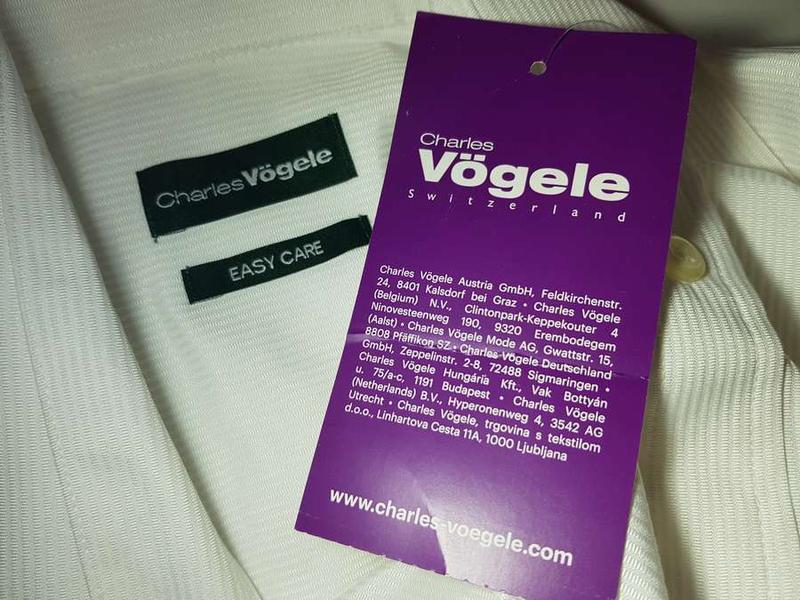 Charles Vögele
EASY CARE
Charles
Vögele
Switzerland
Charles Vögele Austria GmbH, Feldkirchenstr.
24, 8401 Kalsdorf bei Graz • Charles Vögele
(Belgium) N.V., Clintonpark-Keppekouter 4
Ninovesteenweg 190, 9320 Erembodegem
(Aalst) • Charles Vögele Mode AG, Gwattstr. 15,
8808 Pfäffikon SZ • Charles Vögele Deutschland
GmbH, Zeppelinstr. 2-8, 72488 Sigmaringen •
Charles Vögele Hungária Kft., Vak Bottyán
u. 75/a-c, 1191 Budapest • Charles Vögele
(Netherlands) B.V., Hyperonenweg 4, 3542 AG
Utrecht • Charles Vögele, trgovina s tekstilom
d.o.o., Linhartova Cesta 11A, 1000 Ljubljana
www.charles-voegele.com